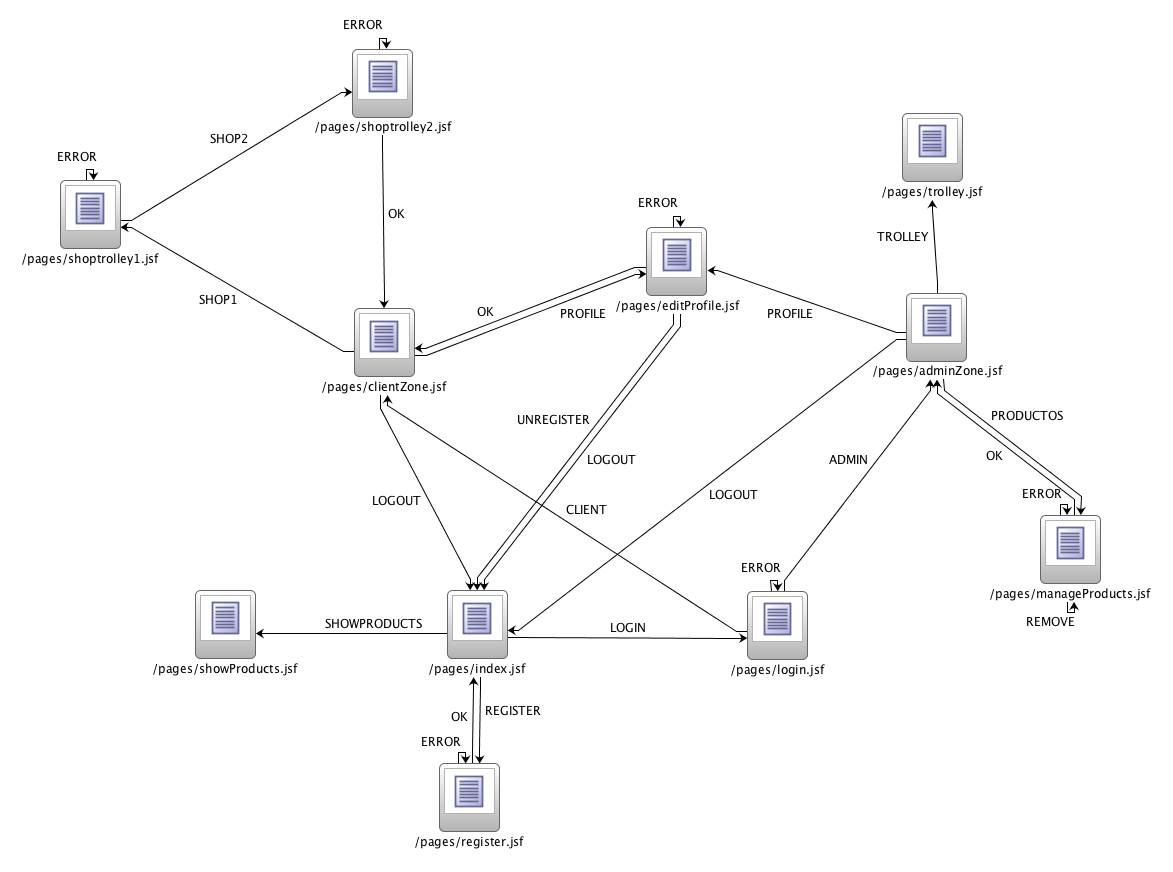 ERROR
/pages/shoptrolley2.jsf
SHOP2
ERROR
/pages/shoptrolley1.jsf
/pages/trolley.jsf
ERROR
OK
TROLLEY
SHOP1
/pages/editProfile.jsf
OK
PROFILE
PROFILE
/pages/clientZone.jsf
/pages/adminZone.jsf
UNREGISTER
PRODUCTOS
LOGOUT
ADMIN
OK
LOGOUT
CLIENT
LOGOUT
ERROR
ERROR
/pages/manageProducts.jsf
REMOVE
SHOWPRODUCTS
LOGIN
/pages/showProducts.jsf
/pages/index.jsf
/pages/login.jsf
OK
REGISTER
ERROR
/pages/register.jsf